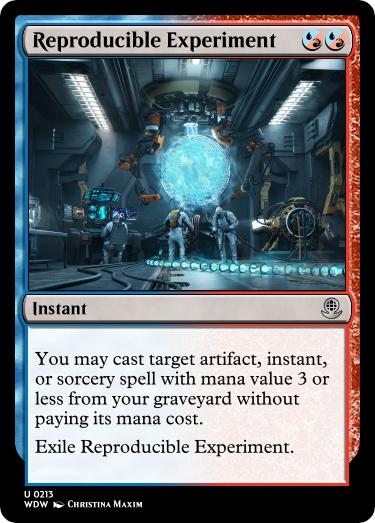 Reproducible Experiment
Instant
You may cast target artifact, instant,
or sorcery spell with mana value 3 or
less from your graveyard without
paying its mana cost.
Exile Reproducible Experiment.
U 0213
WDW Christina Maxim